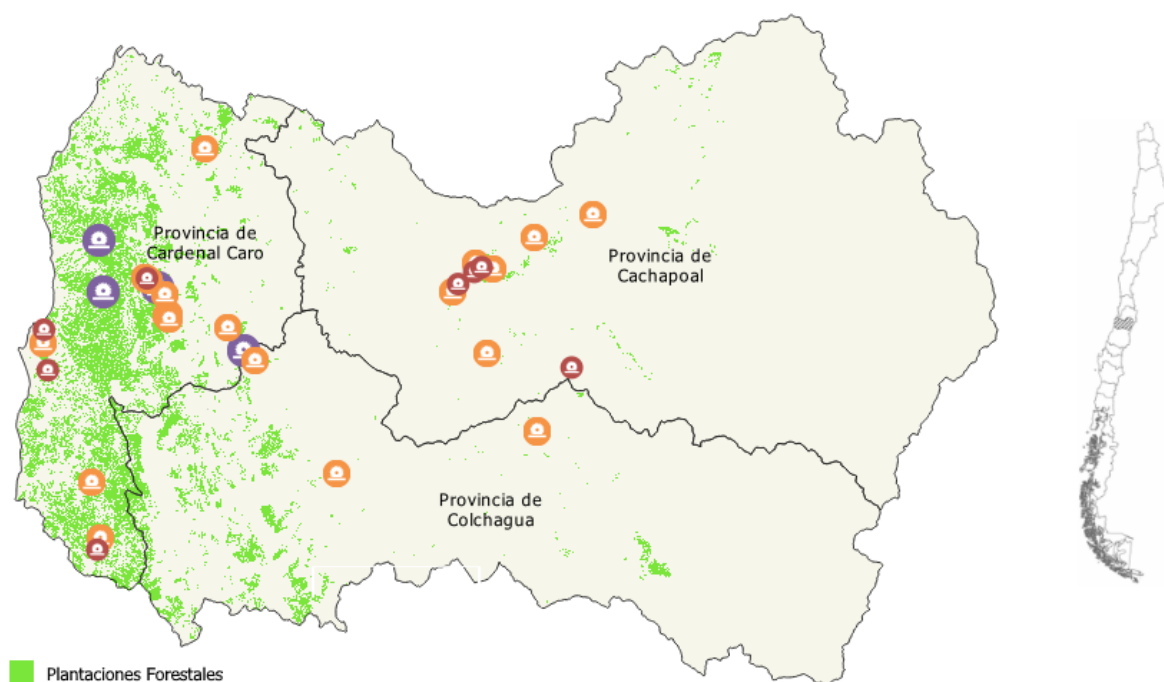 Provincia de
Cardenal Caro
Provincia de
Cachapoal
Provincia de
Colchagua
Plantaciones Forestales